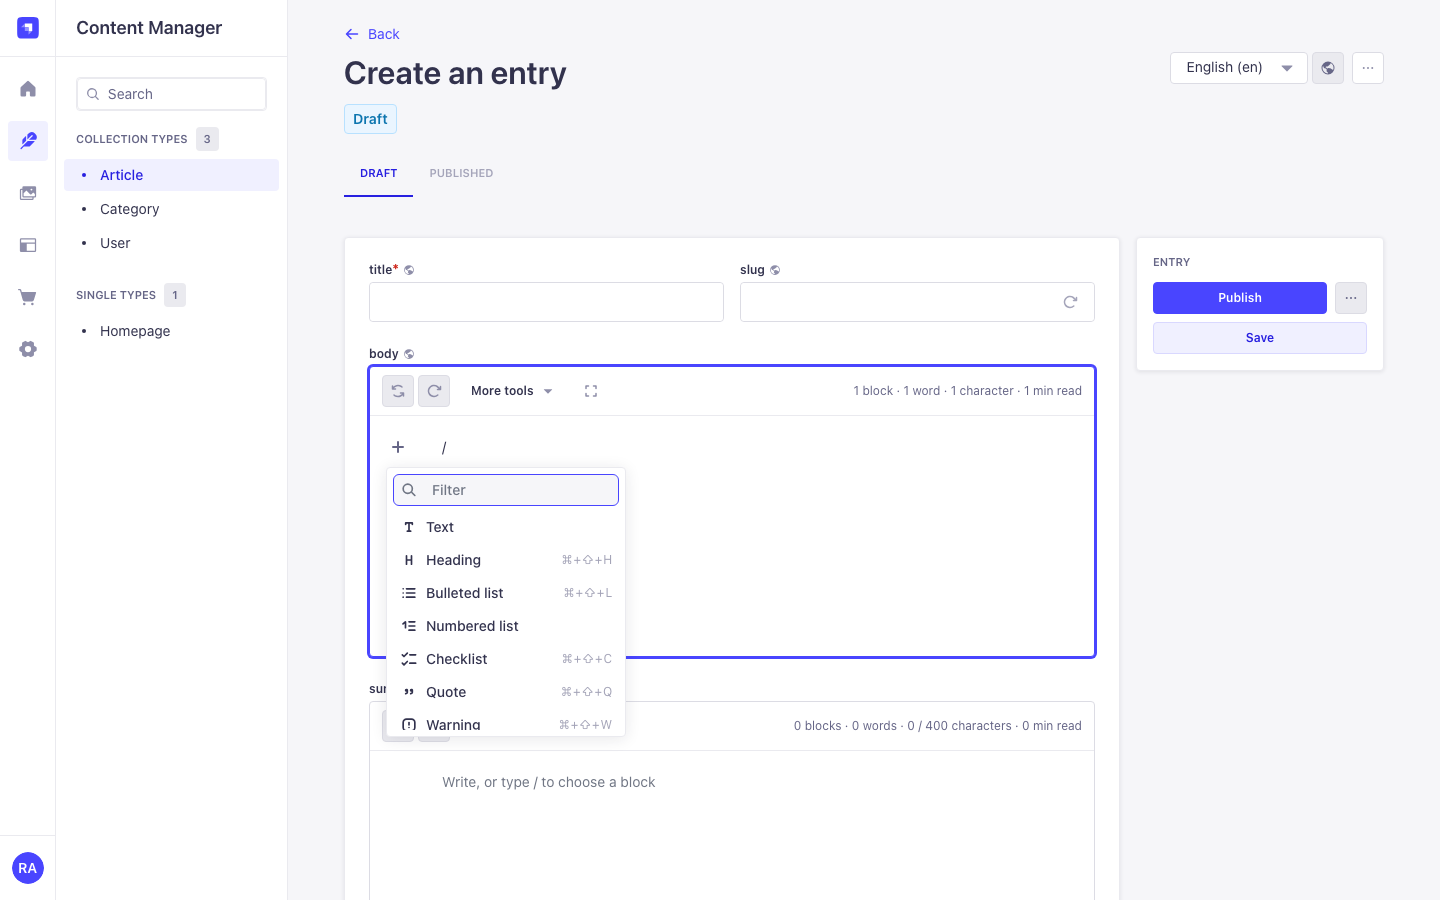 Content Manager
Search
COLLECTION TYPES 3
Article
Category
User
SINGLE TYPES 1
Homepage
RA
Back
Create an entry
Draft
English (en)
DRAFT PUBLISHED
title*
slug
body
More tools
1 block · 1 word · 1 character · 1 min read
/
Filter
Text
Heading ⌘+⇧+H
Bulleted list ⌘+⇧+L
Numbered list
Checklist ⌘+⇧+C
Quote ⌘+⇧+Q
Warning ⌘+⇧+W
0 blocks · 0 words · 0 / 400 characters · 0 min read
Write, or type / to choose a block
ENTRY
Publish
Save